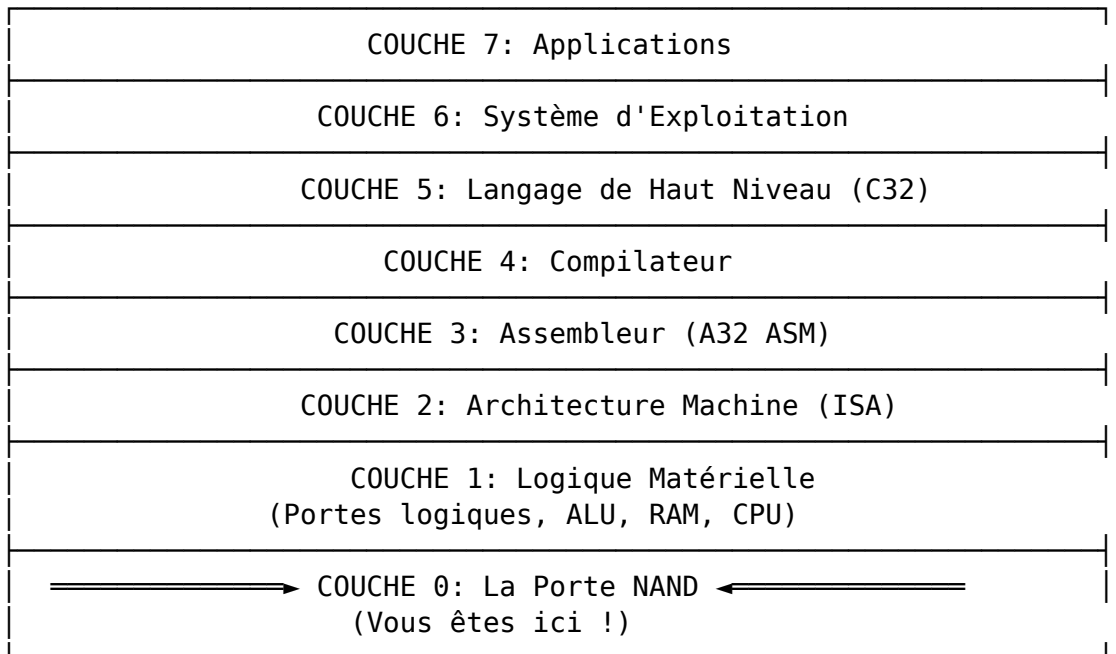 COUCHE 7: Applications
COUCHE 6: Système d'Exploitation
COUCHE 5: Langage de Haut Niveau (C32)
COUCHE 4: Compilateur
COUCHE 3: Assembleur (A32 ASM)
COUCHE 2: Architecture Machine (ISA)
COUCHE 1: Logique Matérielle
(Portes logiques, ALU, RAM, CPU)
COUCHE 0: La Porte NAND
(Vous êtes ici !)